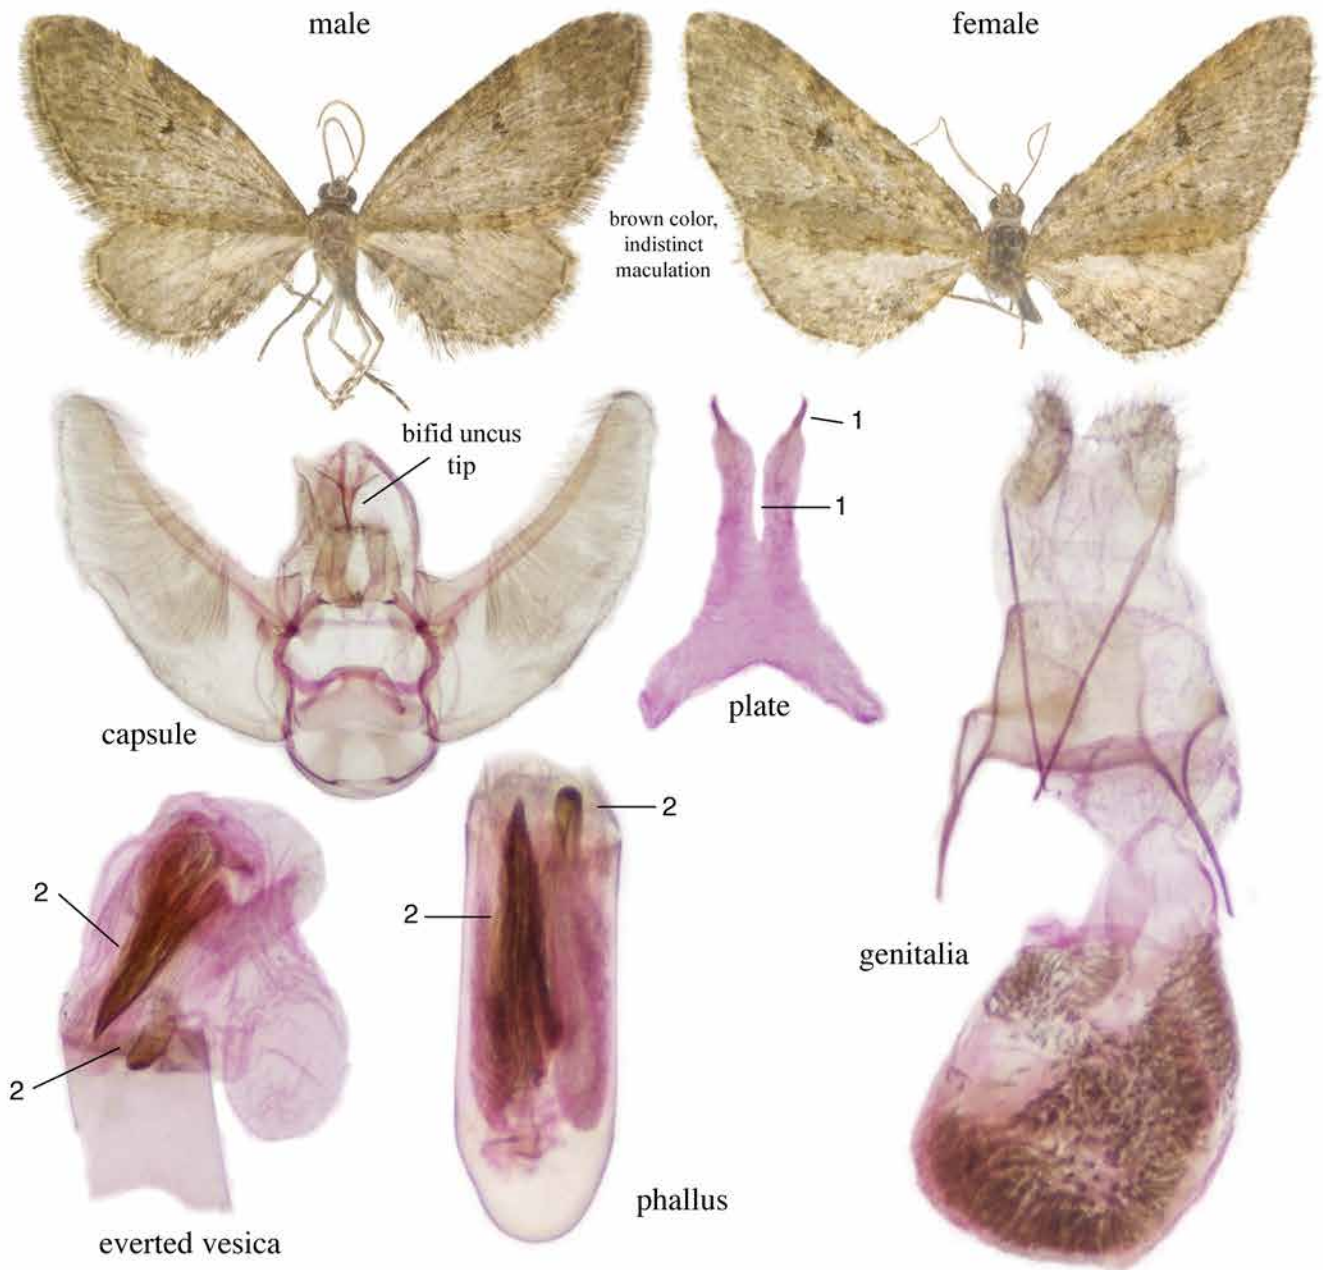 male
female
brown color,
indistinct
maculation
bifid uncus
tip
1
1
plate
capsule
2
2
2
2
genitalia
phallus
everted vesica